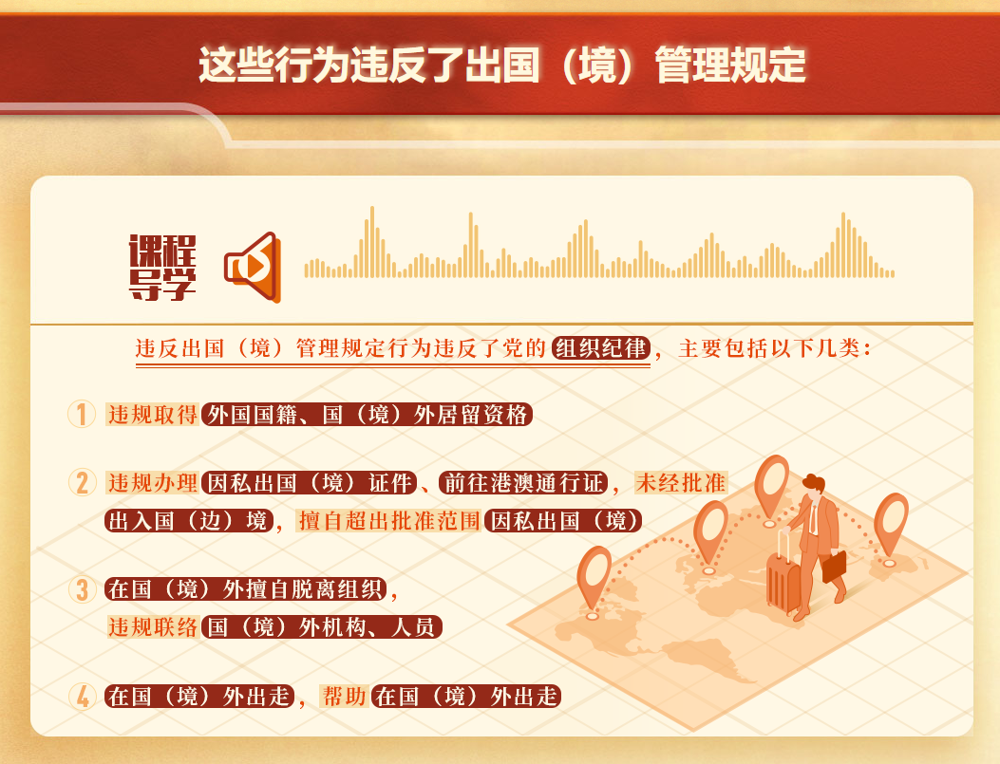 这些行为违反了出国（境）管理规定
课程
导学
违反出国（境）管理规定行为违反了党的组织纪律，主要包括以下几类：
1 违规取得外国国籍、国（境）外居留资格
2 违规办理因私出国（境）证件、前往港澳通行证，未经批准
出入国（边）境，擅自超出批准范围因私出国（境）
3 在国（境）外擅自脱离组织，
违规联络国（境）外机构、人员
4 在国（境）外出走，帮助在国（境）外出走